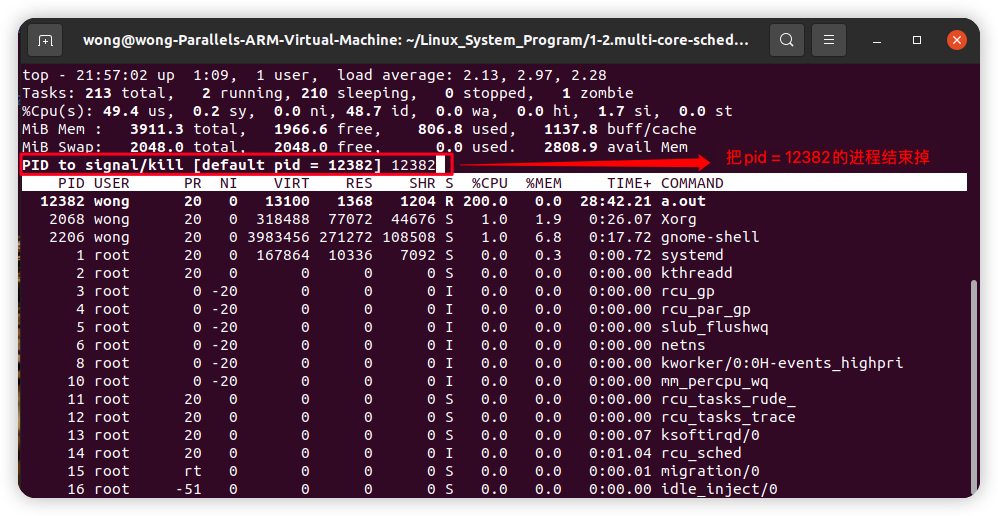 wong@wong-Parallels-ARM-Virtual-Machine: ~/Linux_System_Program/1-2.multi-core-sched...
top - 21:57:02 up  1:09,  1 user,  load average: 2.13, 2.97, 2.28
Tasks: 213 total,   2 running, 210 sleeping,   0 stopped,   1 zombie
%Cpu(s): 49.4 us,  0.2 sy,  0.0 ni, 48.7 id,  0.0 wa,  0.0 hi,  1.7 si,  0.0 st
MiB Mem :   3911.3 total,   1966.6 free,    806.8 used,   1137.8 buff/cache
MiB Swap:   2048.0 total,   2048.0 free,      0.0 used.   2808.9 avail Mem
PID to signal/kill [default pid = 12382] 12382
把pid = 12382的进程结束掉
PID USER      PR  NI    VIRT    RES    SHR S  %CPU  %MEM     TIME+ COMMAND
12382 wong      20   0   13100   1368   1204 R 200.0   0.0  28:42.21 a.out
2068 wong      20   0  318488  77072  44676 S   1.0   1.9   0:26.07 Xorg
2206 wong      20   0 3983456 271272 108508 S   1.0   6.8   0:17.72 gnome-shell
1 root      20   0  167864  10336   7092 S   0.0   0.3   0:00.72 systemd
2 root      20   0       0      0      0 S   0.0   0.0   0:00.00 kthreadd
3 root       0 -20       0      0      0 I   0.0   0.0   0:00.00 rcu_gp
4 root       0 -20       0      0      0 I   0.0   0.0   0:00.00 rcu_par_gp
5 root       0 -20       0      0      0 I   0.0   0.0   0:00.00 slub_flushwq
6 root       0 -20       0      0      0 I   0.0   0.0   0:00.00 netns
8 root       0 -20       0      0      0 I   0.0   0.0   0:00.00 kworker/0:0H-events_highpri
10 root       0 -20       0      0      0 I   0.0   0.0   0:00.00 mm_percpu_wq
11 root      20   0       0      0      0 S   0.0   0.0   0:00.00 rcu_tasks_rude_
12 root      20   0       0      0      0 S   0.0   0.0   0:00.00 rcu_tasks_trace
13 root      20   0       0      0      0 S   0.0   0.0   0:00.07 ksoftirqd/0
14 root      20   0       0      0      0 I   0.0   0.0   0:01.04 rcu_sched
15 root      rt   0       0      0      0 S   0.0   0.0   0:00.01 migration/0
16 root     -51   0       0      0      0 S   0.0   0.0   0:00.00 idle_inject/0